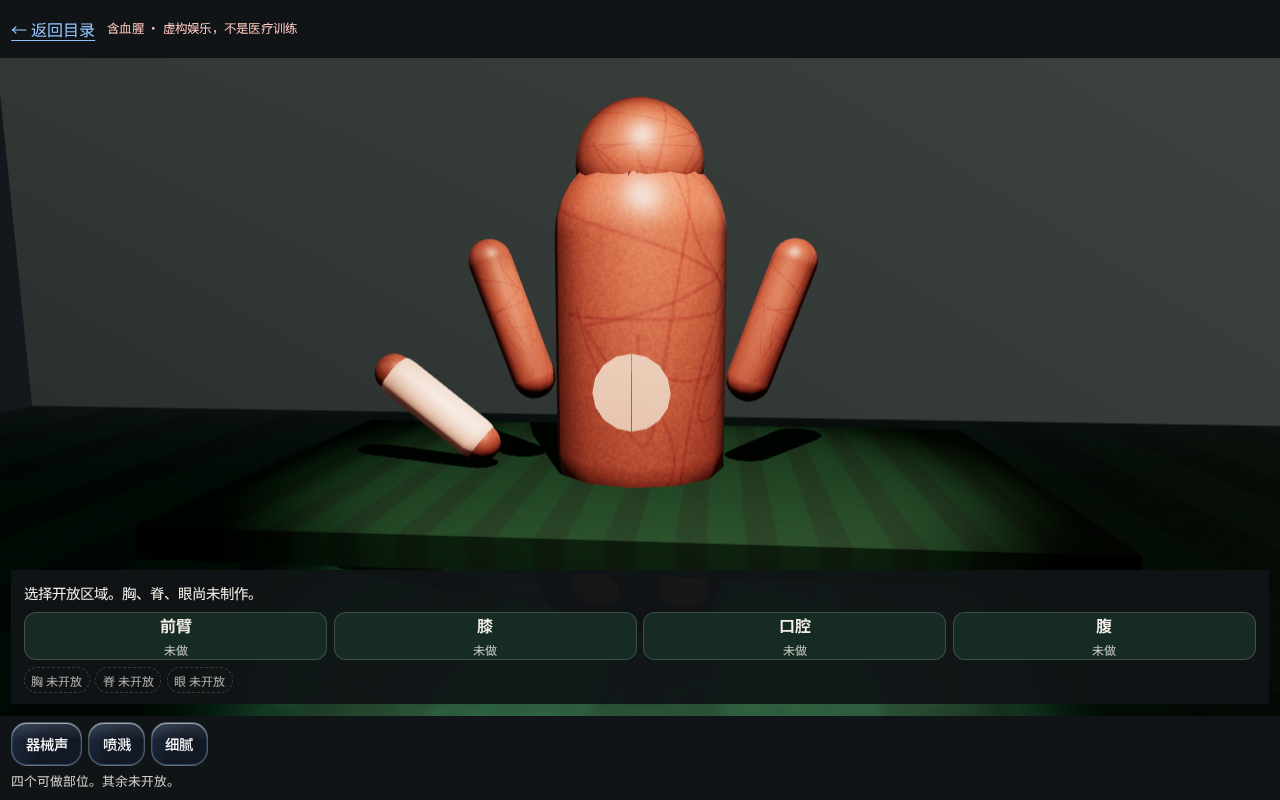 ← 返回目录
含血腥 · 虚构娱乐，不是医疗训练
选择开放区域。胸、脊、眼尚未制作。
前臂
未做
膝
未做
口腔
未做
腹
未做
胸 未开放
脊 未开放
眼 未开放
器械声
喷溅
细腻
四个可做部位。其余未开放。